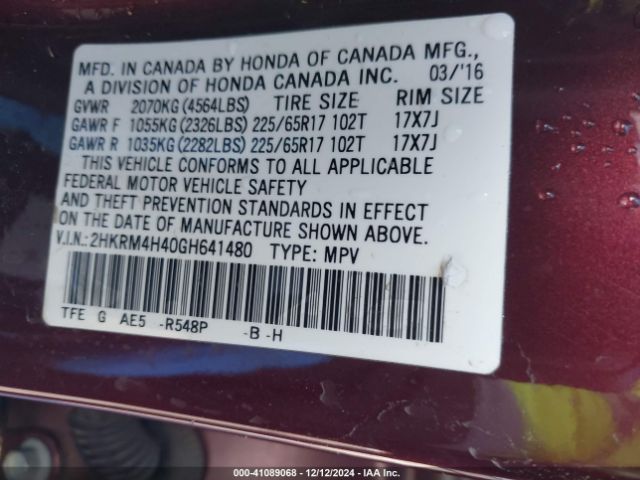 MFD. IN CANADA BY HONDA OF CANADA MFG.,
A DIVISION OF HONDA CANADA INC. 03/'16
GVWR 2070KG (4564LBS) TIRE SIZE RIM SIZE
GAWR F 1055KG (2326LBS) 225/65R17 102T 17X7J
GAWR R 1035KG (2282LBS) 225/65R17 102T 17X7J
THIS VEHICLE CONFORMS TO ALL APPLICABLE
FEDERAL MOTOR VEHICLE SAFETY
AND THEFT PREVENTION STANDARDS IN EFFECT
ON THE DATE OF MANUFACTURE SHOWN ABOVE.
V.I.N.: 2HKRM4H40GH641480 TYPE: MPV
TFE G AE5 -R548P -B -H
000-41089068 - 12/12/2024 - IAA Inc.